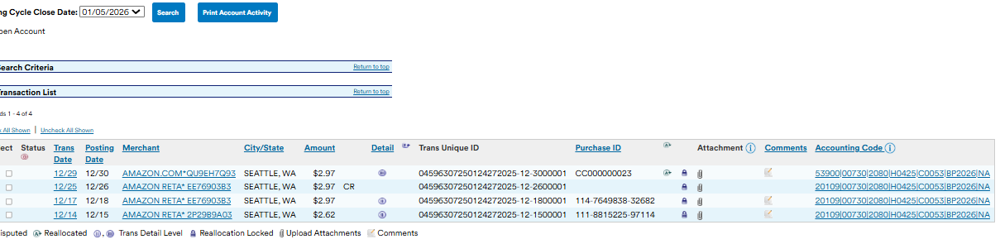 ng Cycle Close Date: 01/05/2026 Search Print Account Activity
pen Account
Search Criteria Return to top
Transaction List Return to top
ds 1 - 4 of 4
k All Shown | Uncheck All Shown
ect Status Trans Date Posting Date Merchant City/State Amount Detail Trans Unique ID Purchase ID Attachment Comments Accounting Code
12/29 12/30 AMAZON.COM*QU9EH7Q93 SEATTLE, WA $2.97 04596307250124272025-12-3000001 CC000000023 53900|00730|2080|H0425|C0053|BP2026|NA
12/25 12/26 AMAZON RETA* EE76903B3 SEATTLE, WA $2.97 CR 04596307250124272025-12-2600001 20109|00730|2080|H0425|C0053|BP2026|NA
12/17 12/18 AMAZON RETA* EE76903B3 SEATTLE, WA $2.97 04596307250124272025-12-1800001 114-7649838-32682 20109|00730|2080|H0425|C0053|BP2026|NA
12/14 12/15 AMAZON RETA* 2P29B9A03 SEATTLE, WA $2.62 04596307250124272025-12-1500001 111-8815225-97114 20109|00730|2080|H0425|C0053|BP2026|NA
isputed Reallocated , Trans Detail Level Reallocation Locked Upload Attachments Comments